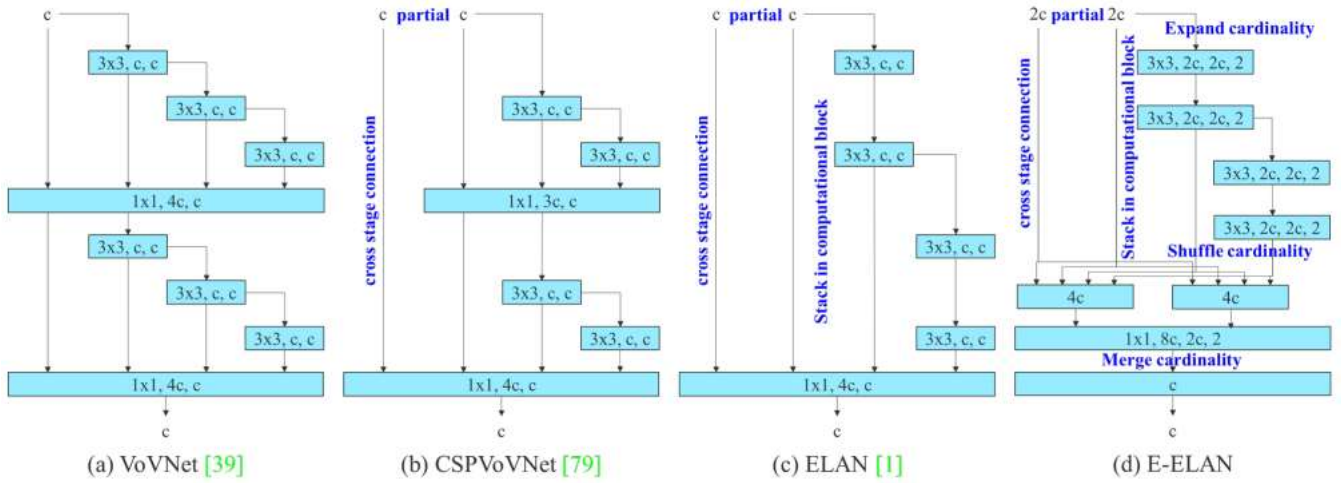 c
3x3, c, c
3x3, c, c
3x3, c, c
1x1, 4c, c
3x3, c, c
3x3, c, c
3x3, c, c
1x1, 4c, c
c
(a) VoVNet [39]
c partial c
cross stage connection
3x3, c, c
3x3, c, c
1x1, 3c, c
3x3, c, c
3x3, c, c
1x1, 4c, c
c
(b) CSPVoVNet [79]
c partial c
cross stage connection
Stack in computational block
3x3, c, c
3x3, c, c
3x3, c, c
3x3, c, c
1x1, 4c, c
c
(c) ELAN [1]
2c partial 2c
Expand cardinality
cross stage connection
Stack in computational block
3x3, 2c, 2c, 2
3x3, 2c, 2c, 2
3x3, 2c, 2c, 2
3x3, 2c, 2c, 2
Shuffle cardinality
4c 4c
1x1, 8c, 2c, 2
Merge cardinality
c
c
(d) E-ELAN